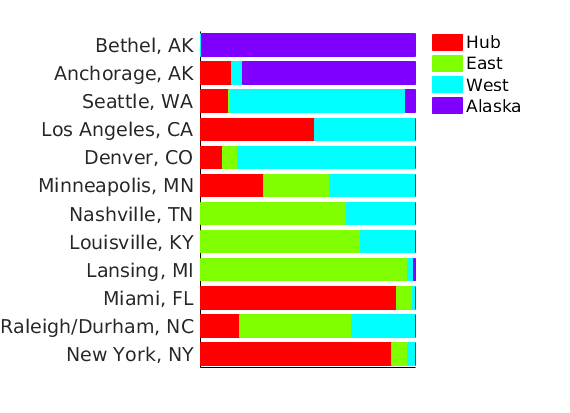 Bethel, AK
Anchorage, AK
Seattle, WA
Los Angeles, CA
Denver, CO
Minneapolis, MN
Nashville, TN
Louisville, KY
Lansing, MI
Miami, FL
Raleigh/Durham, NC
New York, NY
Hub
East
West
Alaska